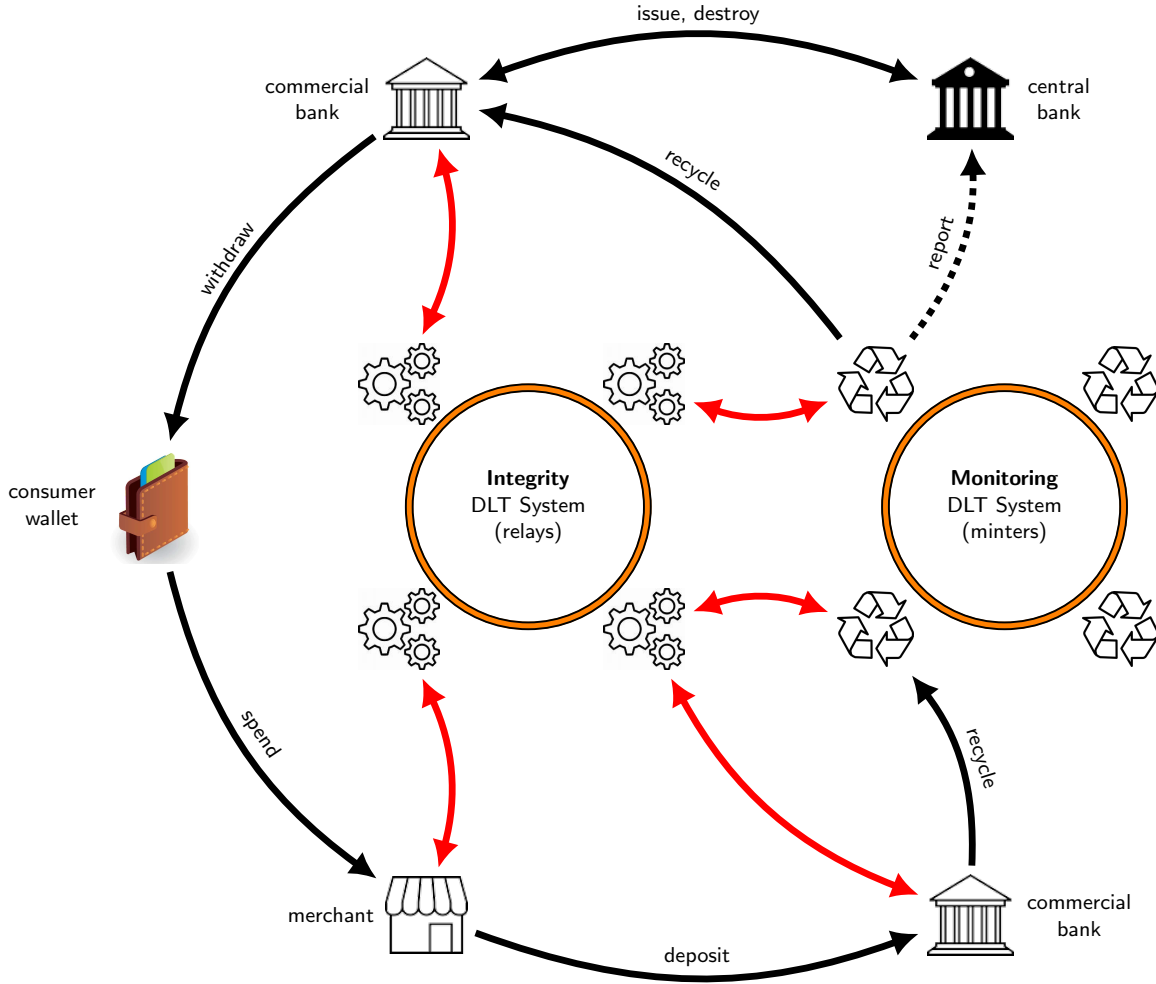 issue, destroy
commercial
bank
central
bank
recycle
report
withdraw
consumer
wallet
Integrity
DLT System
(relays)
Monitoring
DLT System
(minters)
spend
recycle
merchant
commercial
bank
deposit